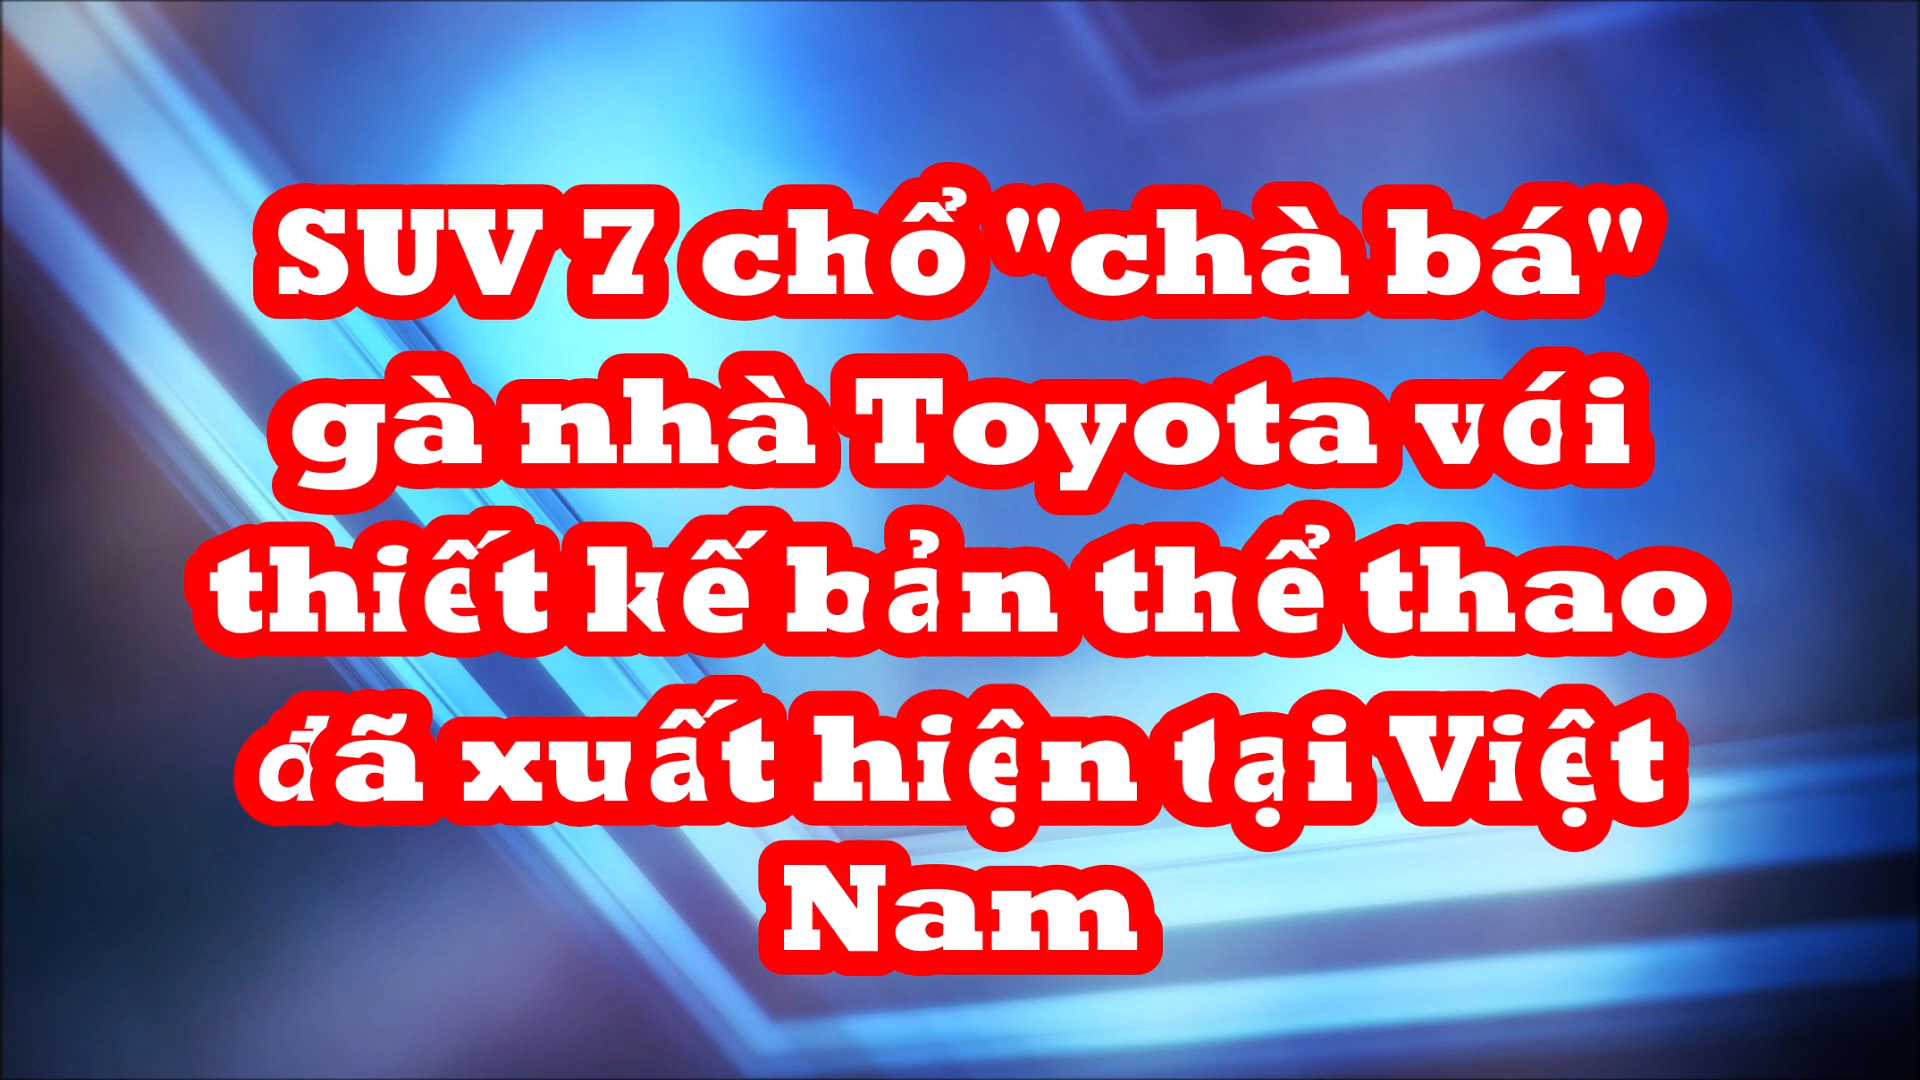 SUV 7 chổ "chà bá"
gà nhà Toyota với
thiết kế bản thể thao
đã xuất hiện tại Việt
Nam